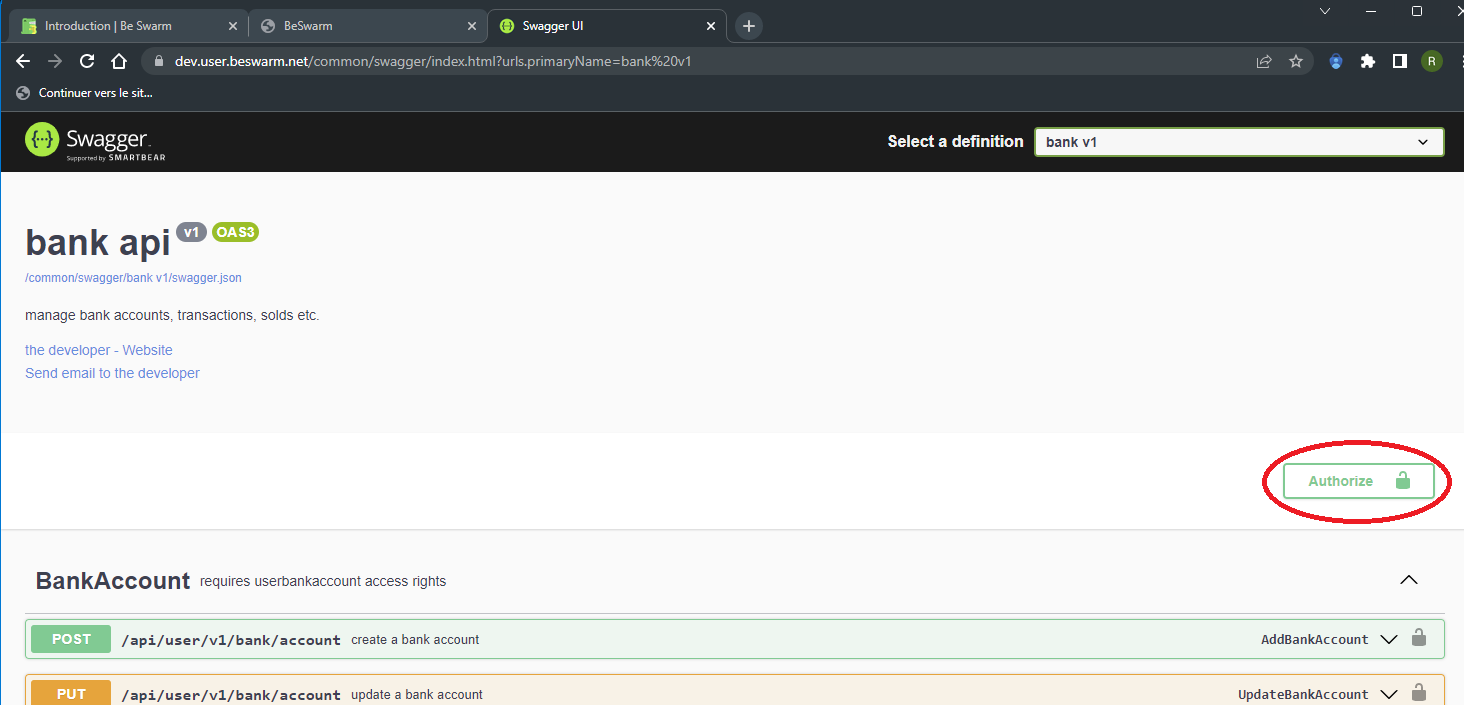 Introduction | Be Swarm
BeSwarm
Swagger UI
dev.user.beswarm.net/common/swagger/index.html?urls.primaryName=bank%20v1
R
Continuer vers le sit...
Swagger.
Supported by SMARTBEAR
Select a definition
bank v1
bank api v1 OAS3
/common/swagger/bank v1/swagger.json
manage bank accounts, transactions, solds etc.
the developer - Website
Send email to the developer
Authorize
BankAccount requires userbankaccount access rights
POST /api/user/v1/bank/account create a bank account AddBankAccount
PUT /api/user/v1/bank/account update a bank account UpdateBankAccount